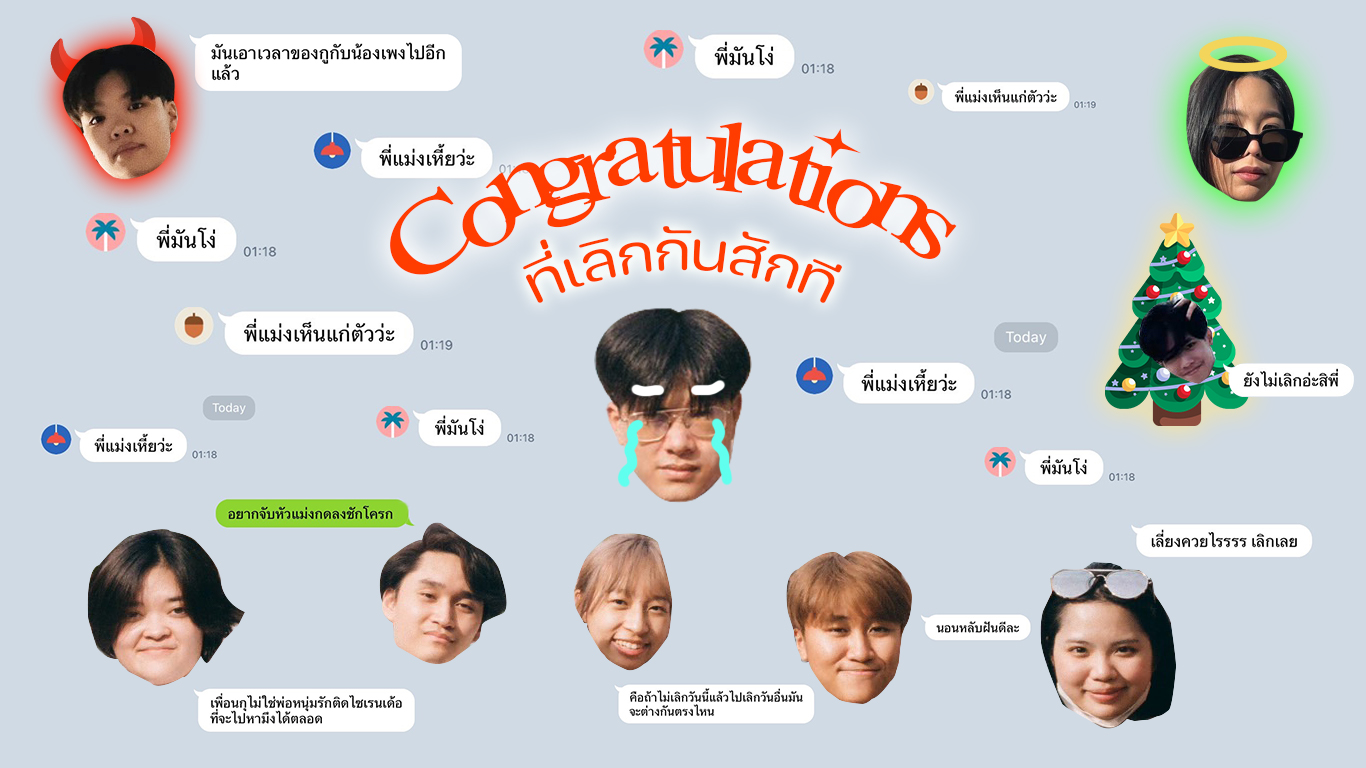 มันเอาเวลาของกูกับน้องเพงไปอีก
แล้ว
พี่มันโง่
01:18
พี่แม่งเห็นแก่ตัวว่ะ
01:19
พี่แม่งเหี้ยว่ะ
Congratulations
ที่เลิกกันสักที
พี่มันโง่
01:18
พี่แม่งเห็นแก่ตัวว่ะ
01:19
Today
พี่แม่งเหี้ยว่ะ
01:18
ยังไม่เลิกอ่ะสิพี่
Today
พี่แม่งเหี้ยว่ะ
01:18
พี่มันโง่
01:18
พี่มันโง่
01:18
อยากจับหัวแม่งกดลงชักโครก
เลี่ยงควยไรรรร เลิกเลย
นอนหลับฝันดีละ
เพื่อนกูไม่ใช่พ่อหนุ่มรักติดไซเรนเด้อ
ที่จะไปหามึงได้ตลอด
คือถ้าไม่เลิกวันนี้แล้วไปเลิกวันอื่นมัน
จะต่างกันตรงไหน